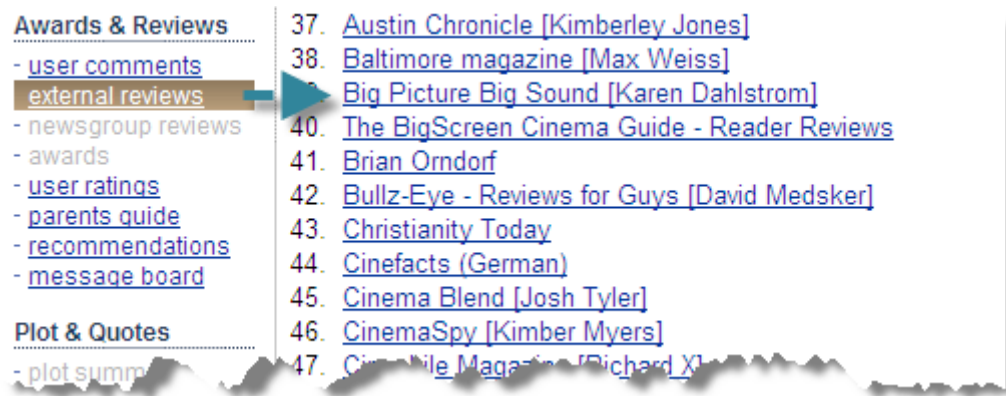 Awards & Reviews
- user comments
external reviews
- newsgroup reviews
- awards
- user ratings
- parents guide
- recommendations
- message board
Plot & Quotes
- plot
37. Austin Chronicle [Kimberley Jones]
38. Baltimore magazine [Max Weiss]
Big Picture Big Sound [Karen Dahlstrom]
40. The BigScreen Cinema Guide - Reader Reviews
41. Brian Orndorf
42. Bullz-Eye - Reviews for Guys [David Medsker]
43. Christianity Today
44. Cinefacts (German)
45. Cinema Blend [Josh Tyler]
46. CinemaSpy [Kimber Myers]
47.